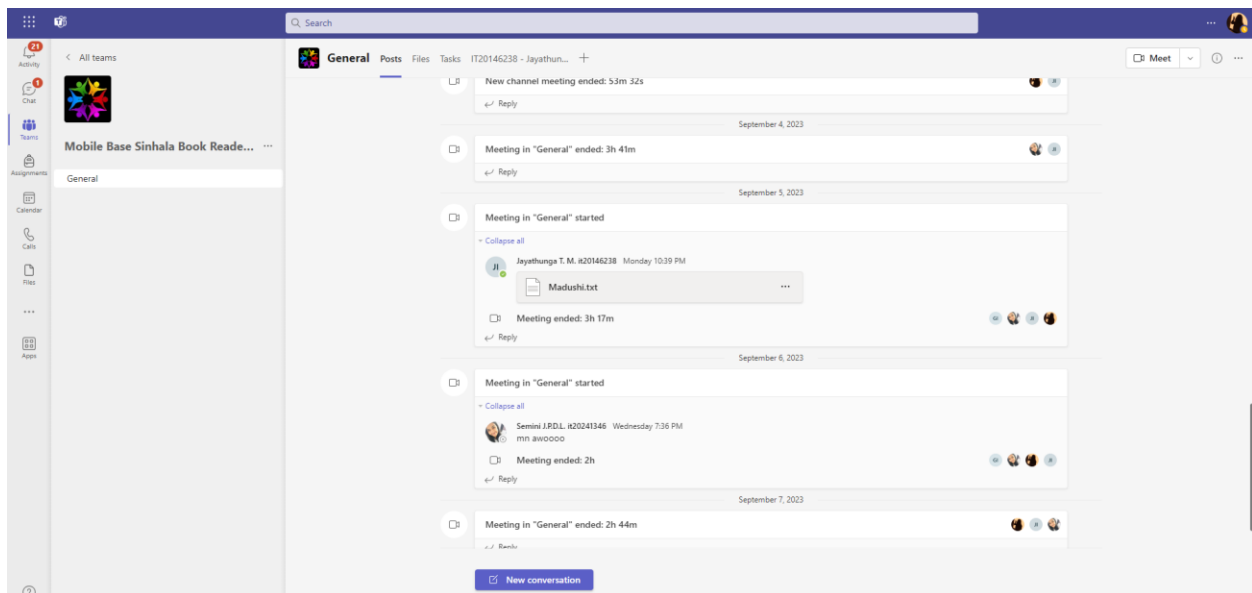 Search
21
Activity
1
Chat
Teams
Assignments
Calendar
Calls
Files
Apps
All teams
Mobile Base Sinhala Book Reade...
General
General Posts Files Tasks IT20146238 - Jayathun...
Meet
New channel meeting ended: 53m 32s
Reply
September 4, 2023
Meeting in "General" ended: 3h 41m
Reply
September 5, 2023
Meeting in "General" started
Collapse all
JI Jayathunga T. M. it20146238 Monday 10:39 PM
Madushi.txt
Meeting ended: 3h 17m
Reply
September 6, 2023
Meeting in "General" started
Collapse all
Semini J.P.D.L. it20241346 Wednesday 7:36 PM
mn awoooo
Meeting ended: 2h
Reply
September 7, 2023
Meeting in "General" ended: 2h 44m
Reply
New conversation